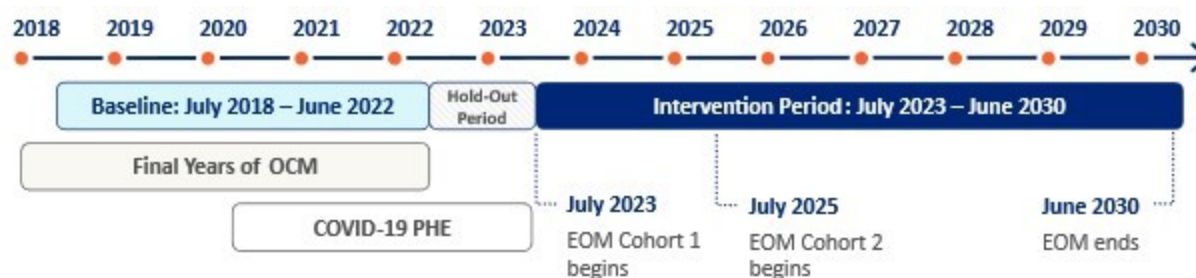 2018 2019 2020 2021 2022 2023 2024 2025 2026 2027 2028 2029 2030
Baseline: July 2018 – June 2022
Hold-Out
Period
Intervention Period: July 2023 – June 2030
Final Years of OCM
COVID-19 PHE
July 2023
EOM Cohort 1
begins
July 2025
EOM Cohort 2
begins
June 2030
EOM ends